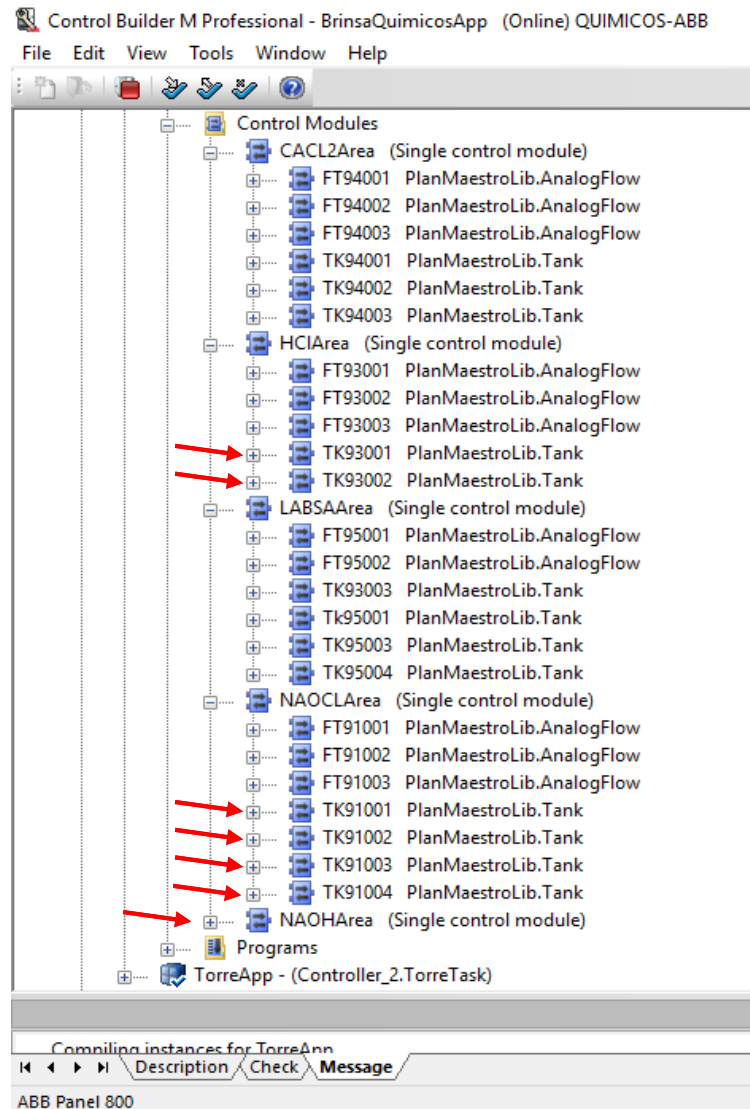 Control Builder M Professional - BrinsaQuimicosApp (Online) QUIMICOS-ABB
File Edit View Tools Window Help
Control Modules
CACL2Area (Single control module)
FT94001 PlanMaestroLib.AnalogFlow
FT94002 PlanMaestroLib.AnalogFlow
FT94003 PlanMaestroLib.AnalogFlow
TK94001 PlanMaestroLib.Tank
TK94002 PlanMaestroLib.Tank
TK94003 PlanMaestroLib.Tank
HClArea (Single control module)
FT93001 PlanMaestroLib.AnalogFlow
FT93002 PlanMaestroLib.AnalogFlow
FT93003 PlanMaestroLib.AnalogFlow
TK93001 PlanMaestroLib.Tank
TK93002 PlanMaestroLib.Tank
LABSAArea (Single control module)
FT95001 PlanMaestroLib.AnalogFlow
FT95002 PlanMaestroLib.AnalogFlow
TK93003 PlanMaestroLib.Tank
Tk95001 PlanMaestroLib.Tank
TK95003 PlanMaestroLib.Tank
TK95004 PlanMaestroLib.Tank
NAOCLArea (Single control module)
FT91001 PlanMaestroLib.AnalogFlow
FT91002 PlanMaestroLib.AnalogFlow
FT91003 PlanMaestroLib.AnalogFlow
TK91001 PlanMaestroLib.Tank
TK91002 PlanMaestroLib.Tank
TK91003 PlanMaestroLib.Tank
TK91004 PlanMaestroLib.Tank
NAOHArea (Single control module)
Programs
TorreApp - (Controller_2.TorreTask)
Compiling instances for TorreApp
Description Check Message
ABB Panel 800